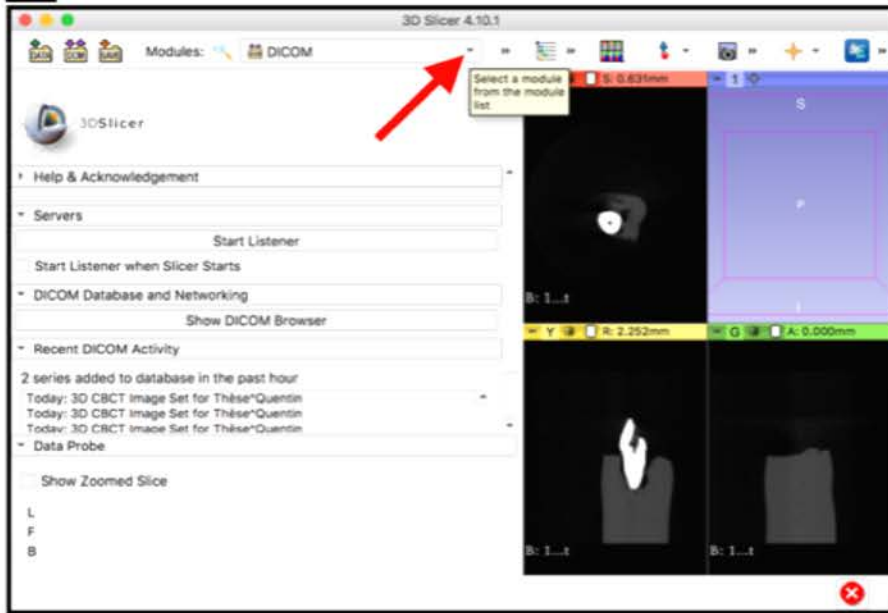 3D Slicer 4.10.1
DATA DCM SAVE Modules: DICOM
Select a module
from the module
list
S: 0.631mm
1
3DSlicer
S
P
I
Help & Acknowledgement
Servers
Start Listener
Start Listener when Slicer Starts
B: 1...t
DICOM Database and Networking
Show DICOM Browser
Y R: 2.252mm
G A: 0.000mm
Recent DICOM Activity
2 series added to database in the past hour
Today: 3D CBCT Image Set for Thèse^Quentin
Today: 3D CBCT Image Set for Thèse^Quentin
Today: 3D CBCT Image Set for Thèse^Quentin
Data Probe
Show Zoomed Slice
L
F
B
B: 1...t
B: 1...t